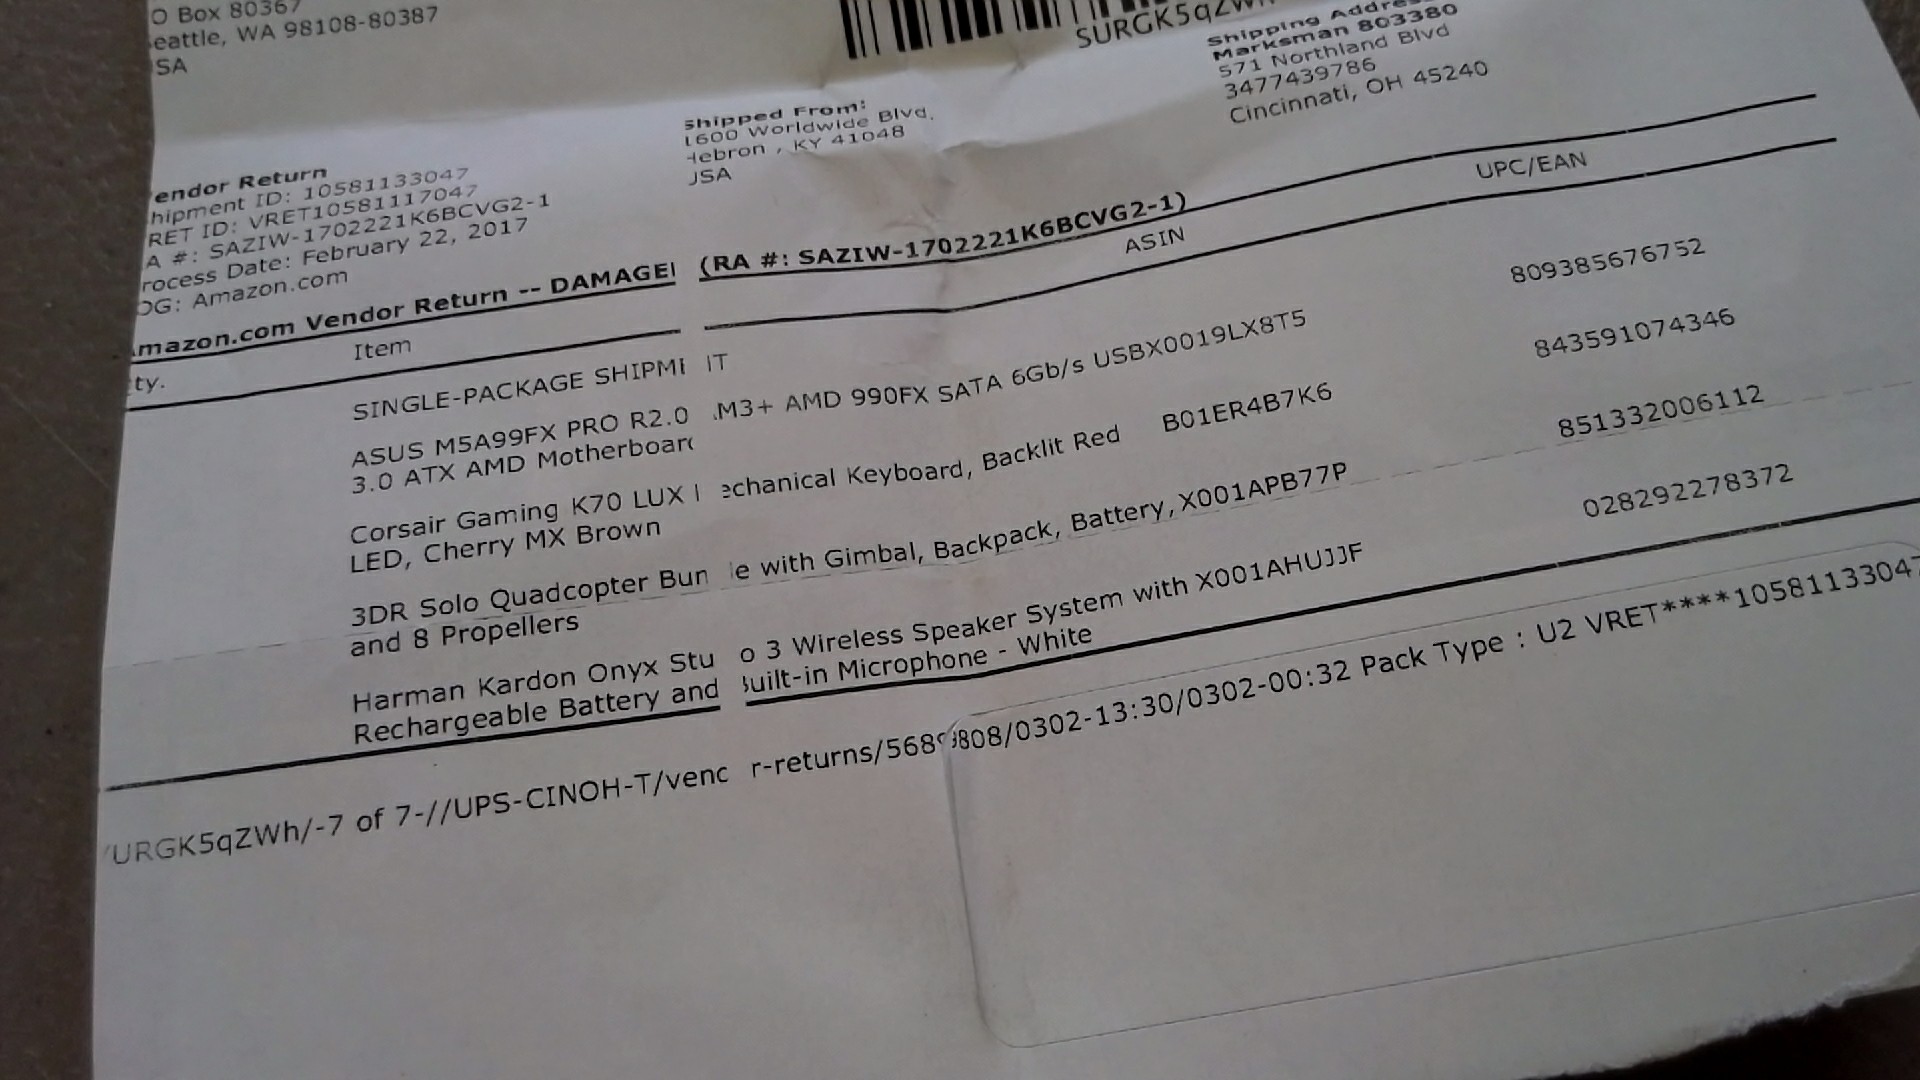 O Box 80367
eattle, WA 98108-80387
SA
SURGK5qZW
Shipping Addre
Marksman 803380
571 Northland Blvd
3477439786
Cincinnati, OH 45240
Shipped From:
1600 Worldwide Blvd.
Hebron , KY 41048
USA
endor Return
hipment ID: 10581133047
RET ID: VRET10581117047
A #: SAZIW-1702221K6BCVG2-1
rocess Date: February 22, 2017
OG: Amazon.com
mazon.com Vendor Return -- DAMAGE (RA #: SAZIW-1702221K6BCVG2-1)
ty. Item ASIN UPC/EAN
SINGLE-PACKAGE SHIPM IT
ASUS M5A99FX PRO R2.0 M3+ AMD 990FX SATA 6Gb/s USBX0019LX8T5 809385676752
3.0 ATX AMD Motherboar
Corsair Gaming K70 LUX echanical Keyboard, Backlit Red B01ER4B7K6 843591074346
LED, Cherry MX Brown
3DR Solo Quadcopter Bun le with Gimbal, Backpack, Battery, X001APB77P 851332006112
and 8 Propellers
Harman Kardon Onyx Stu o 3 Wireless Speaker System with X001AHUJJF 028292278372
Rechargeable Battery and Built-in Microphone - White
URGK5qZWh/-7 of 7-//UPS-CINOH-T/venc r-returns/5689808/0302-13:30/0302-00:32 Pack Type : U2 VRET****10581133047